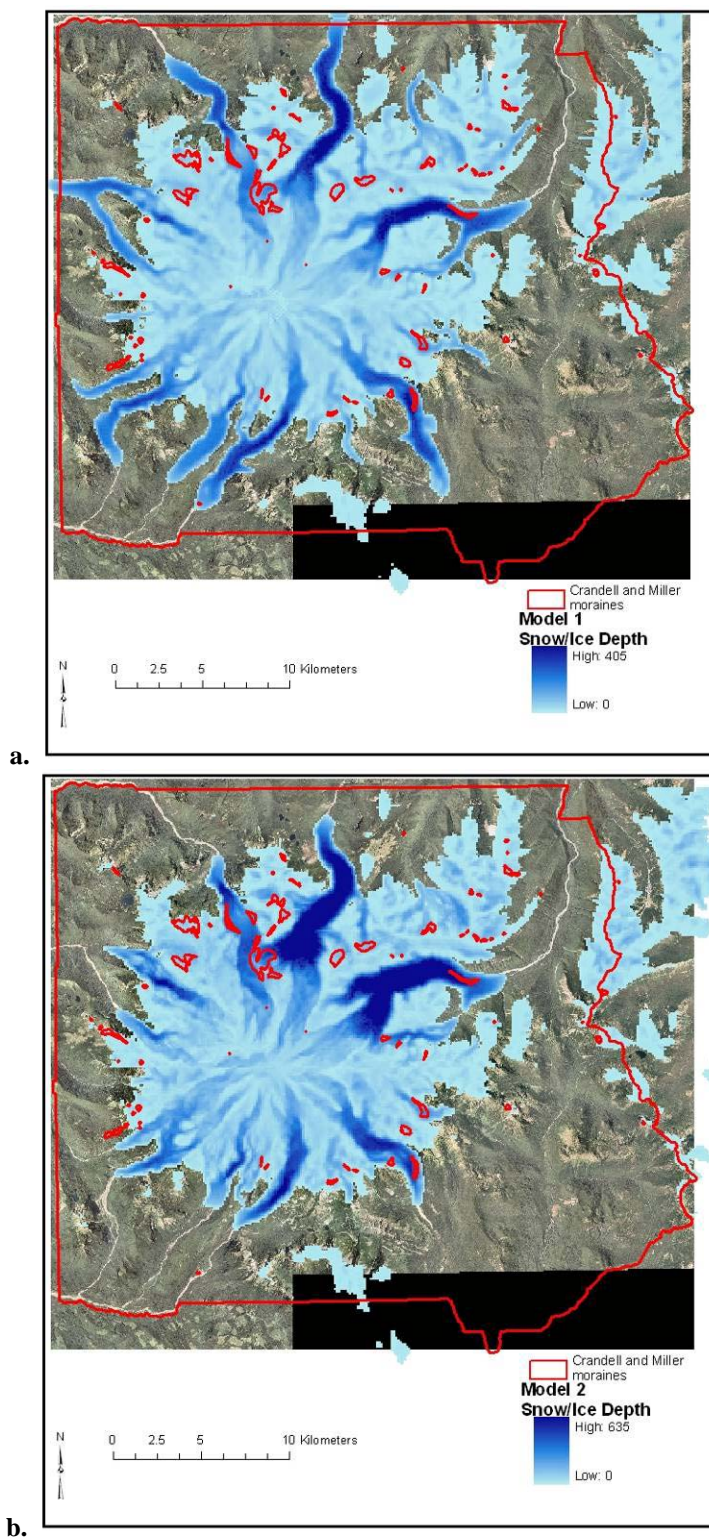 Crandell and Miller
moraines
Model 1
Snow/Ice Depth
High: 405
Low: 0
N
0 2.5 5 10 Kilometers
a.
Crandell and Miller
moraines
Model 2
Snow/Ice Depth
High: 635
Low: 0
N
0 2.5 5 10 Kilometers
b.